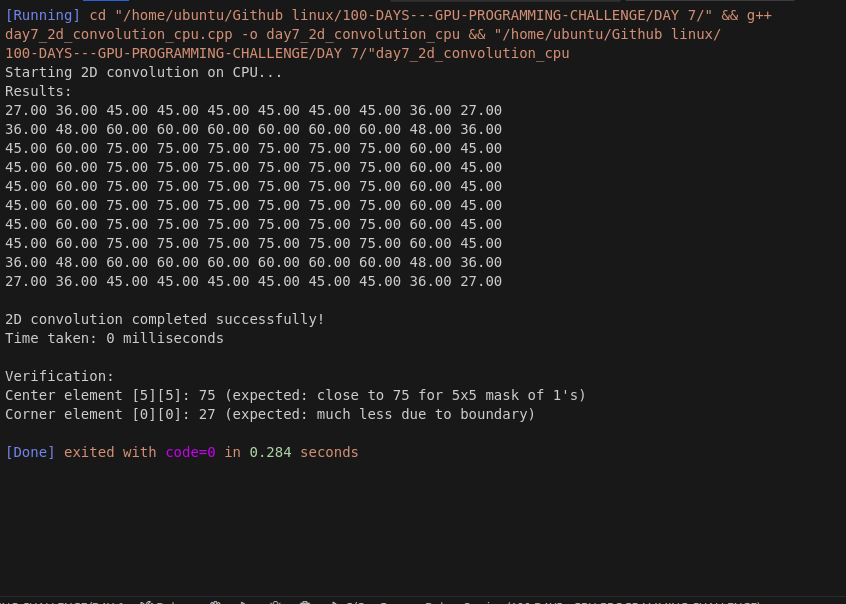 [Running] cd "/home/ubuntu/Github linux/100-DAYS---GPU-PROGRAMMING-CHALLENGE/DAY 7/" && g++
day7_2d_convolution_cpu.cpp -o day7_2d_convolution_cpu && "/home/ubuntu/Github linux/
100-DAYS---GPU-PROGRAMMING-CHALLENGE/DAY 7/"day7_2d_convolution_cpu
Starting 2D convolution on CPU...
Results:
27.00 36.00 45.00 45.00 45.00 45.00 45.00 45.00 36.00 27.00
36.00 48.00 60.00 60.00 60.00 60.00 60.00 60.00 48.00 36.00
45.00 60.00 75.00 75.00 75.00 75.00 75.00 75.00 60.00 45.00
45.00 60.00 75.00 75.00 75.00 75.00 75.00 75.00 60.00 45.00
45.00 60.00 75.00 75.00 75.00 75.00 75.00 75.00 60.00 45.00
45.00 60.00 75.00 75.00 75.00 75.00 75.00 75.00 60.00 45.00
45.00 60.00 75.00 75.00 75.00 75.00 75.00 75.00 60.00 45.00
45.00 60.00 75.00 75.00 75.00 75.00 75.00 75.00 60.00 45.00
36.00 48.00 60.00 60.00 60.00 60.00 60.00 60.00 48.00 36.00
27.00 36.00 45.00 45.00 45.00 45.00 45.00 45.00 36.00 27.00
2D convolution completed successfully!
Time taken: 0 milliseconds
Verification:
Center element [5][5]: 75 (expected: close to 75 for 5x5 mask of 1's)
Corner element [0][0]: 27 (expected: much less due to boundary)
[Done] exited with code=0 in 0.284 seconds